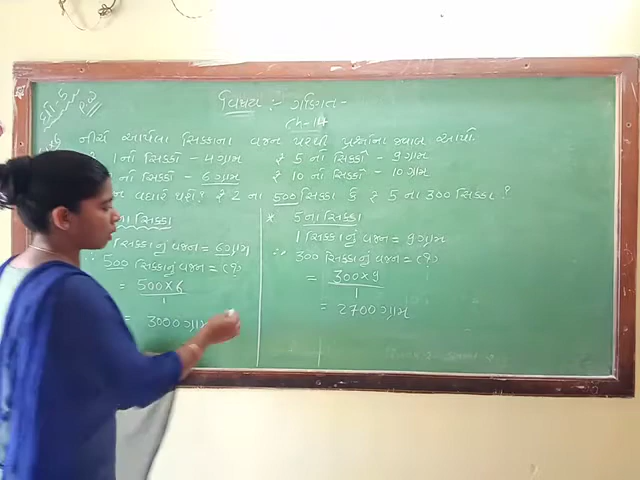 ધો-5
વિષય :- ગણિત -
Ch-14
નીચે આપેલા સિક્કાના વજન પરથી પ્રશ્નોના જવાબ આપો.
1 નો સિક્કો - 4 ગ્રામ ₹ 5 નો સિક્કો - 9 ગ્રામ
નો સિક્કો - 6 ગ્રામ ₹ 10 નો સિક્કો - 10 ગ્રામ
વધારે થશે? ₹ 2 ના 500 સિક્કા કે ₹ 5 ના 300 સિક્કા ?
ના સિક્કા
સિક્કાનું વજન = 6 ગ્રામ
∴ 500 સિક્કાનું વજન = (?)
= 500 × 6
1
= 3000 ગ્રામ
* 5 ના સિક્કા
1 સિક્કાનું વજન = 9 ગ્રામ
∴ 300 સિક્કાનું વજન = (?)
= 300 × 9
1
= 2700 ગ્રામ